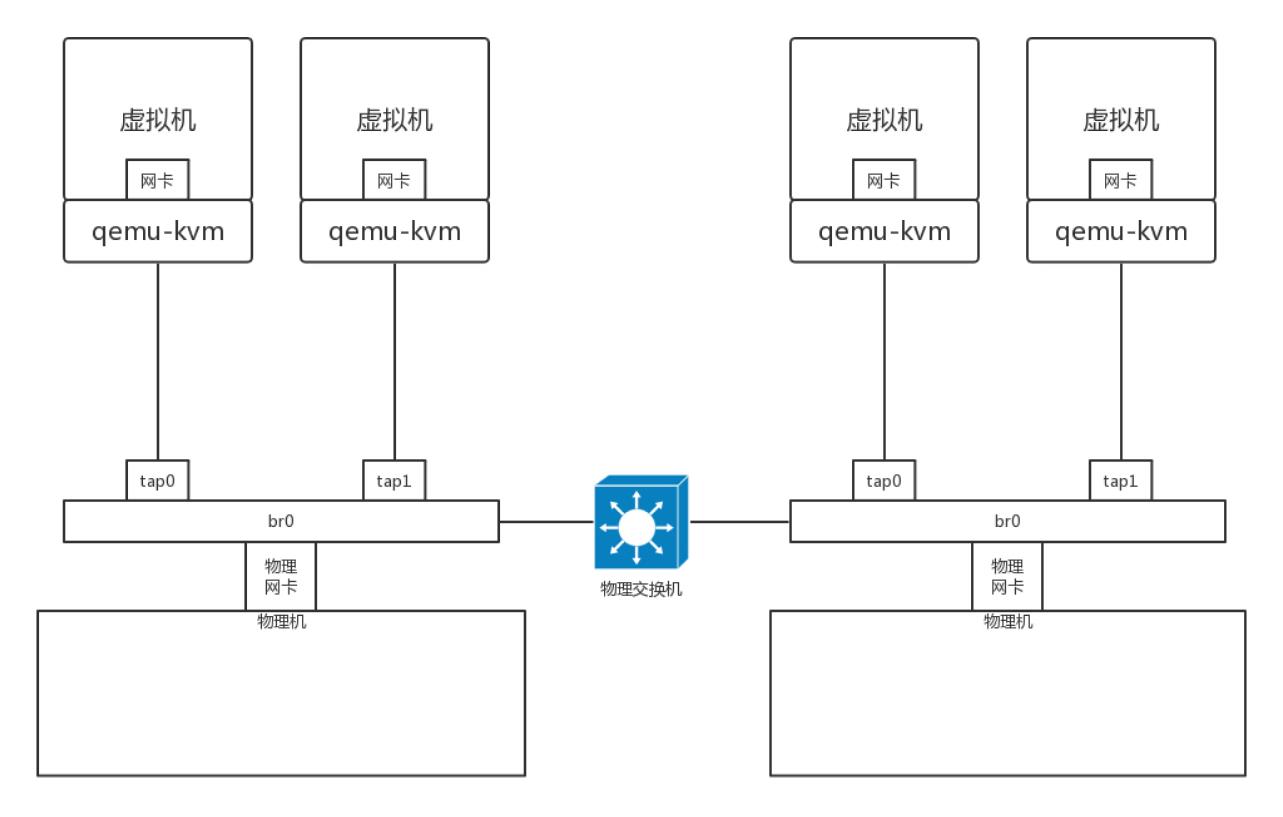 虚拟机
虚拟机
虚拟机
虚拟机
网卡
网卡
网卡
网卡
qemu-kvm
qemu-kvm
qemu-kvm
qemu-kvm
tap0
tap1
tap0
tap1
br0
br0
物理
网卡
物理交换机
物理
网卡
物理机
物理机